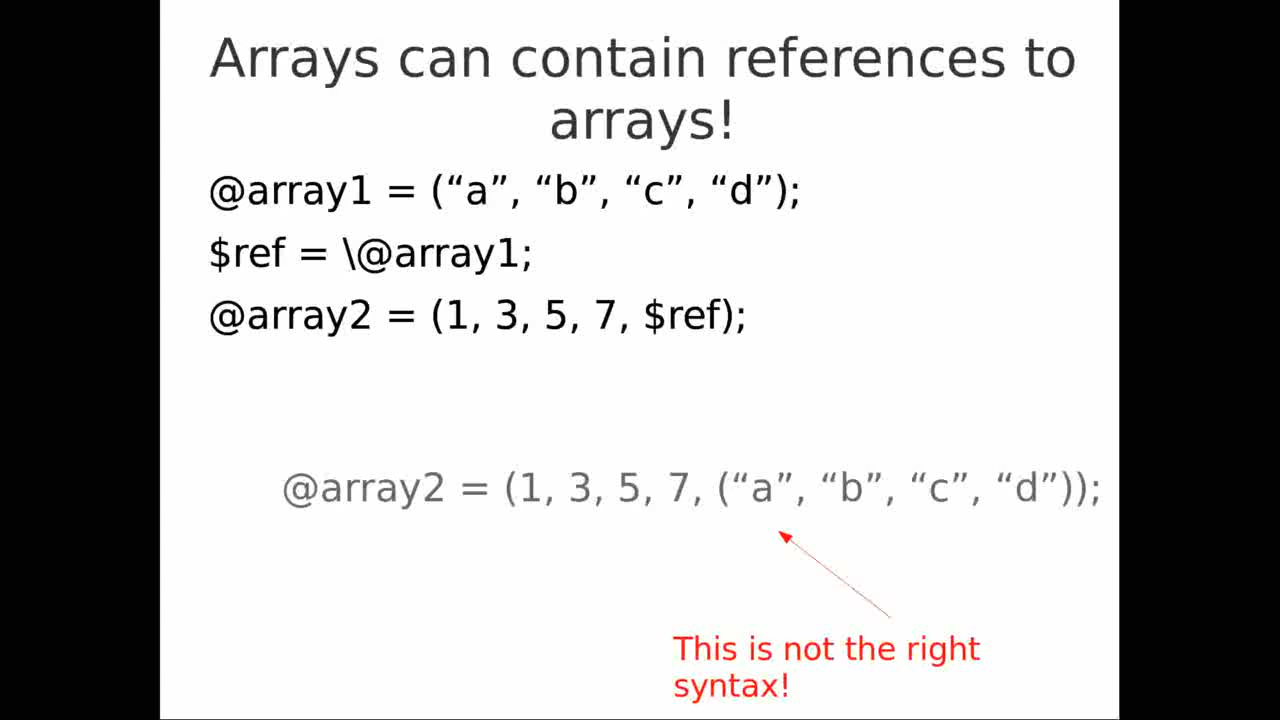 Arrays can contain references to
arrays!
@array1 = (“a”, “b”, “c”, “d”);
$ref = \@array1;
@array2 = (1, 3, 5, 7, $ref);
@array2 = (1, 3, 5, 7, (“a”, “b”, “c”, “d”));
This is not the right
syntax!